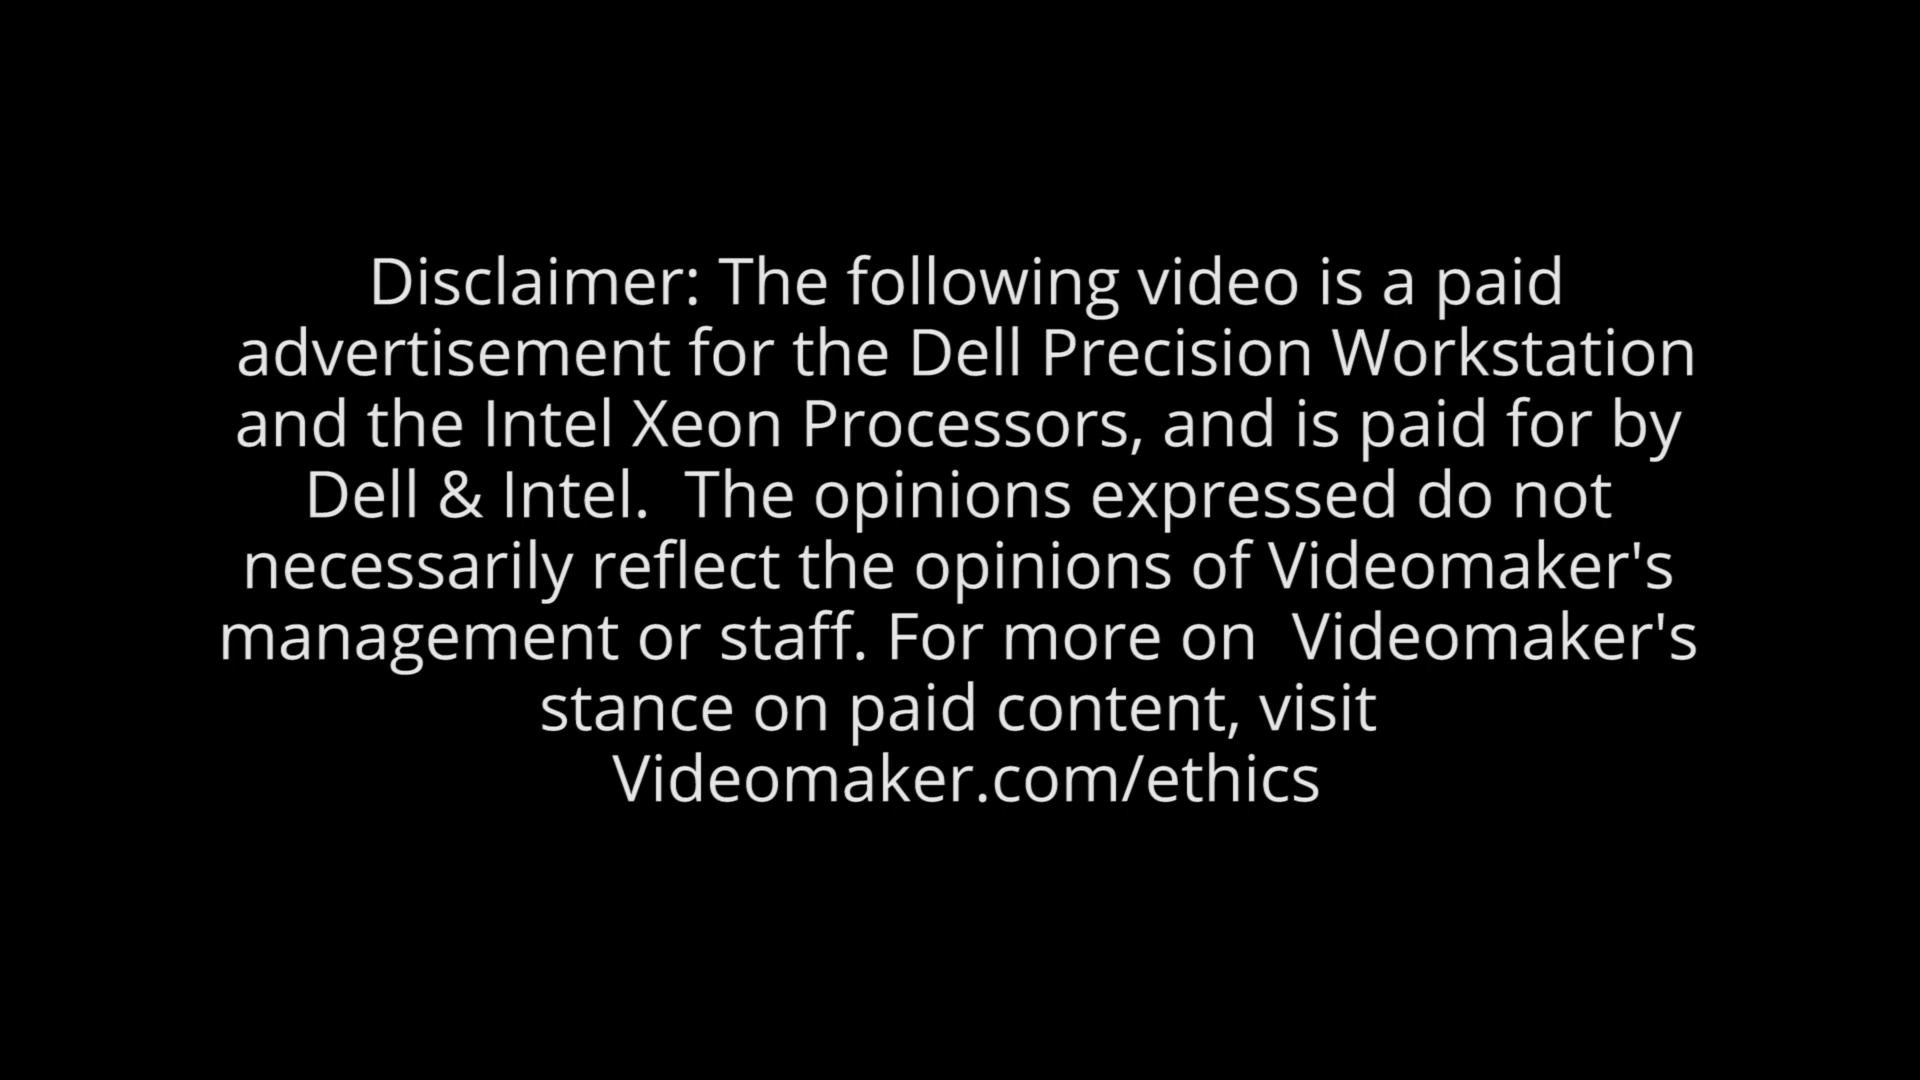 Disclaimer: The following video is a paid
advertisement for the Dell Precision Workstation
and the Intel Xeon Processors, and is paid for by
Dell & Intel.  The opinions expressed do not
necessarily reflect the opinions of Videomaker's
management or staff. For more on  Videomaker's
stance on paid content, visit
Videomaker.com/ethics